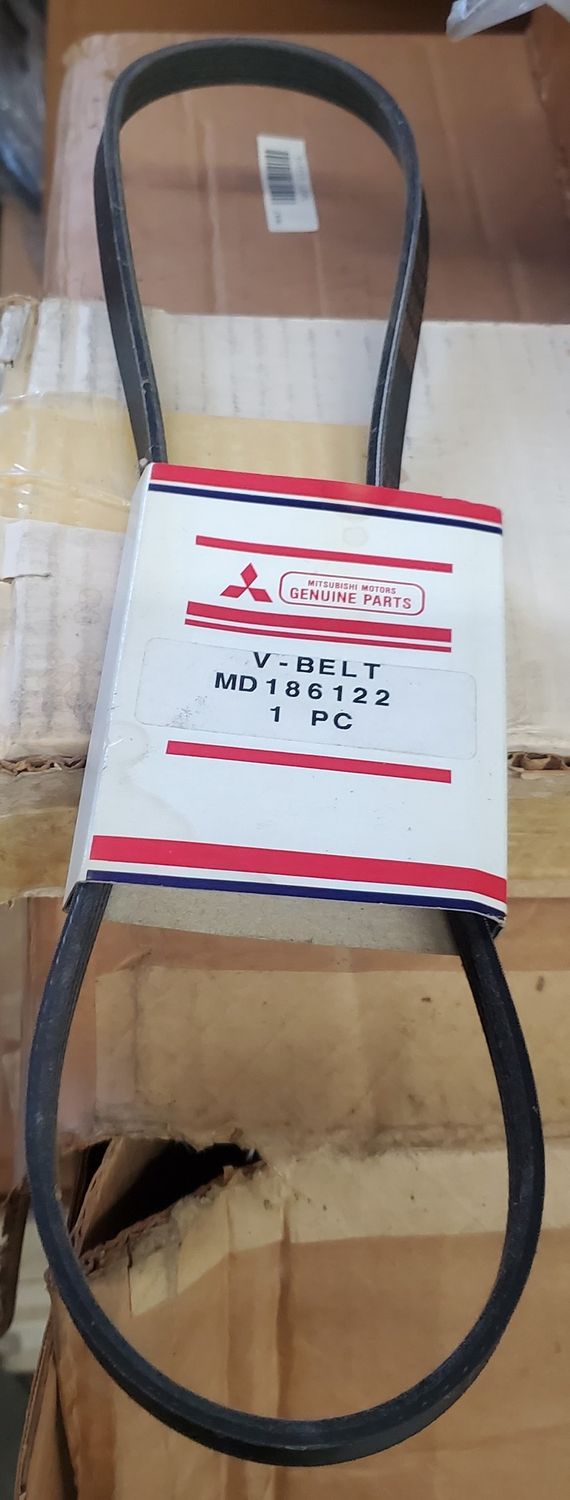 MITSUBISHI MOTORS
GENUINE PARTS
V-BELT
MD186122
1 PC